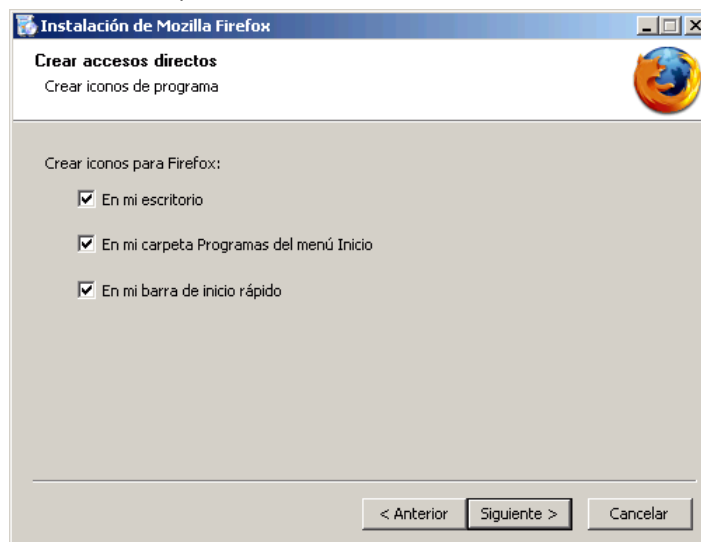 Instalación de Mozilla Firefox
Crear accesos directos
Crear iconos de programa
Crear iconos para Firefox:
En mi escritorio
En mi carpeta Programas del menú Inicio
En mi barra de inicio rápido
< Anterior
Siguiente >
Cancelar